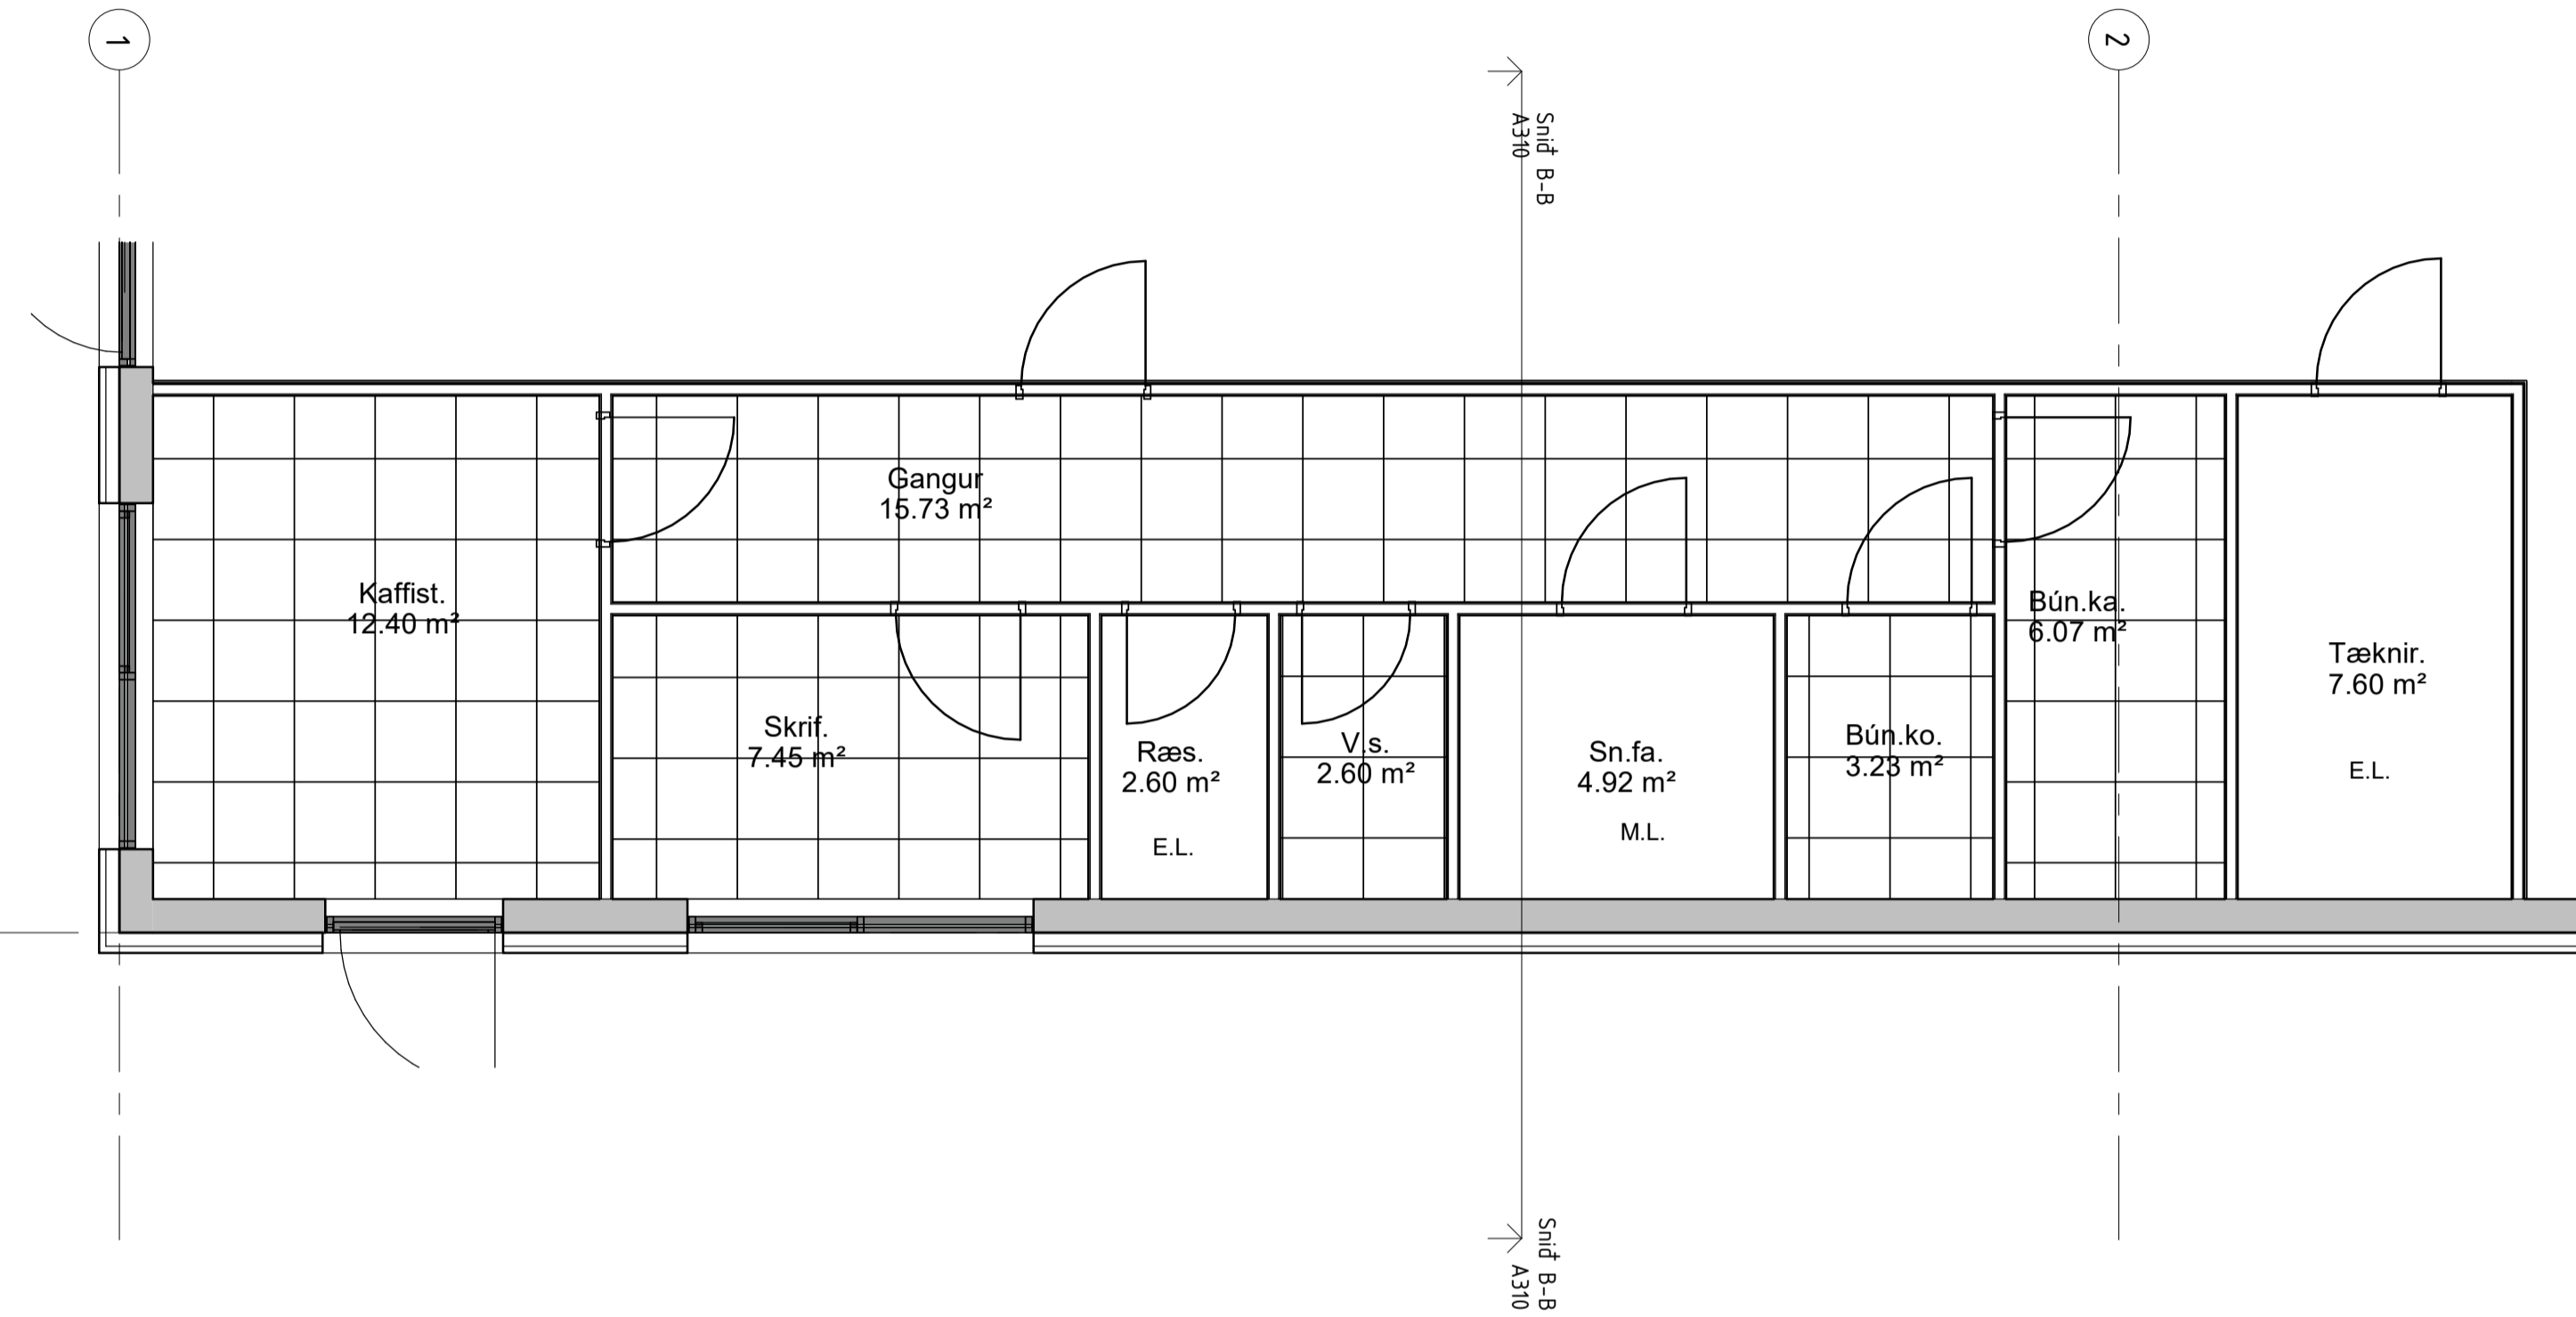 1
2
Snið B-B
A310
Gangur
15.73 m²
Kaffist.
12.40 m²
Bún.ka.
6.07 m²
Tæknir.
7.60 m²
E.L.
Skrif.
7.45 m²
Ræs.
2.60 m²
E.L.
V.s.
2.60 m²
Sn.fa.
4.92 m²
M.L.
Bún.ko.
3.23 m²
Snið B-B
A310